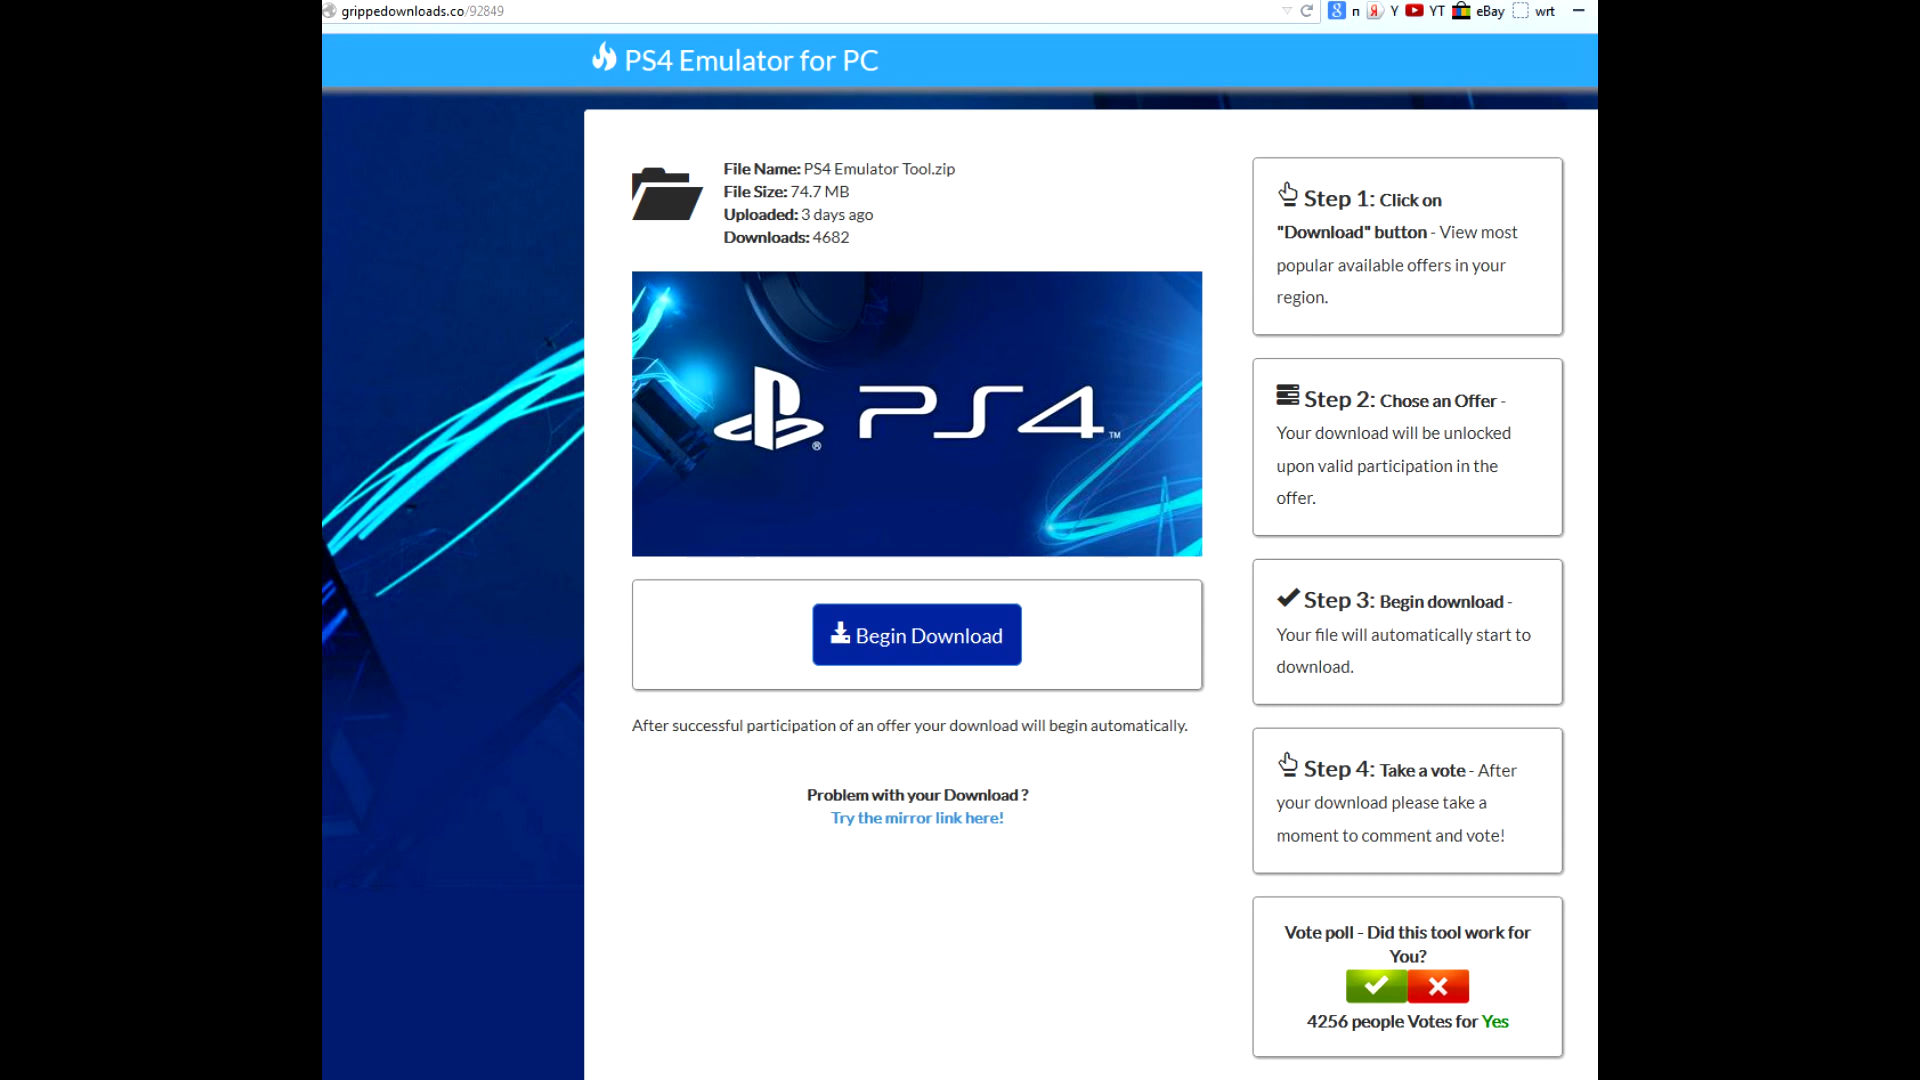 grippedownloads.co/92849
п Y YT eBay wrt
PS4 Emulator for PC
File Name: PS4 Emulator Tool.zip
File Size: 74.7 MB
Uploaded: 3 days ago
Downloads: 4682
PS4™
Begin Download
After successful participation of an offer your download will begin automatically.
Problem with your Download ?
Try the mirror link here!
Step 1: Click on
"Download" button - View most
popular available offers in your
region.
Step 2: Chose an Offer -
Your download will be unlocked
upon valid participation in the
offer.
Step 3: Begin download -
Your file will automatically start to
download.
Step 4: Take a vote - After
your download please take a
moment to comment and vote!
Vote poll - Did this tool work for
You?
4256 people Votes for Yes